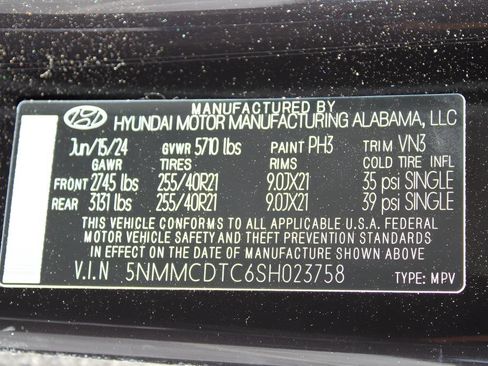 MANUFACTURED BY
HYUNDAI MOTOR MANUFACTURING ALABAMA, LLC
Jun/15/24 GVWR 5710 lbs PAINT PH3 TRIM VN3
GAWR TIRES RIMS COLD TIRE INFL
FRONT 2745 lbs 255/40R21 9.0JX21 35 psi SINGLE
REAR 3131 lbs 255/40R21 9.0JX21 39 psi SINGLE
THIS VEHICLE CONFORMS TO ALL APPLICABLE U.S.A. FEDERAL
MOTOR VEHICLE SAFETY AND THEFT PREVENTION STANDARDS
IN EFFECT ON THE DATE OF MANUFACTURE SHOWN ABOVE
V.I.N 5NMMCDTC6SH023758 TYPE: MPV